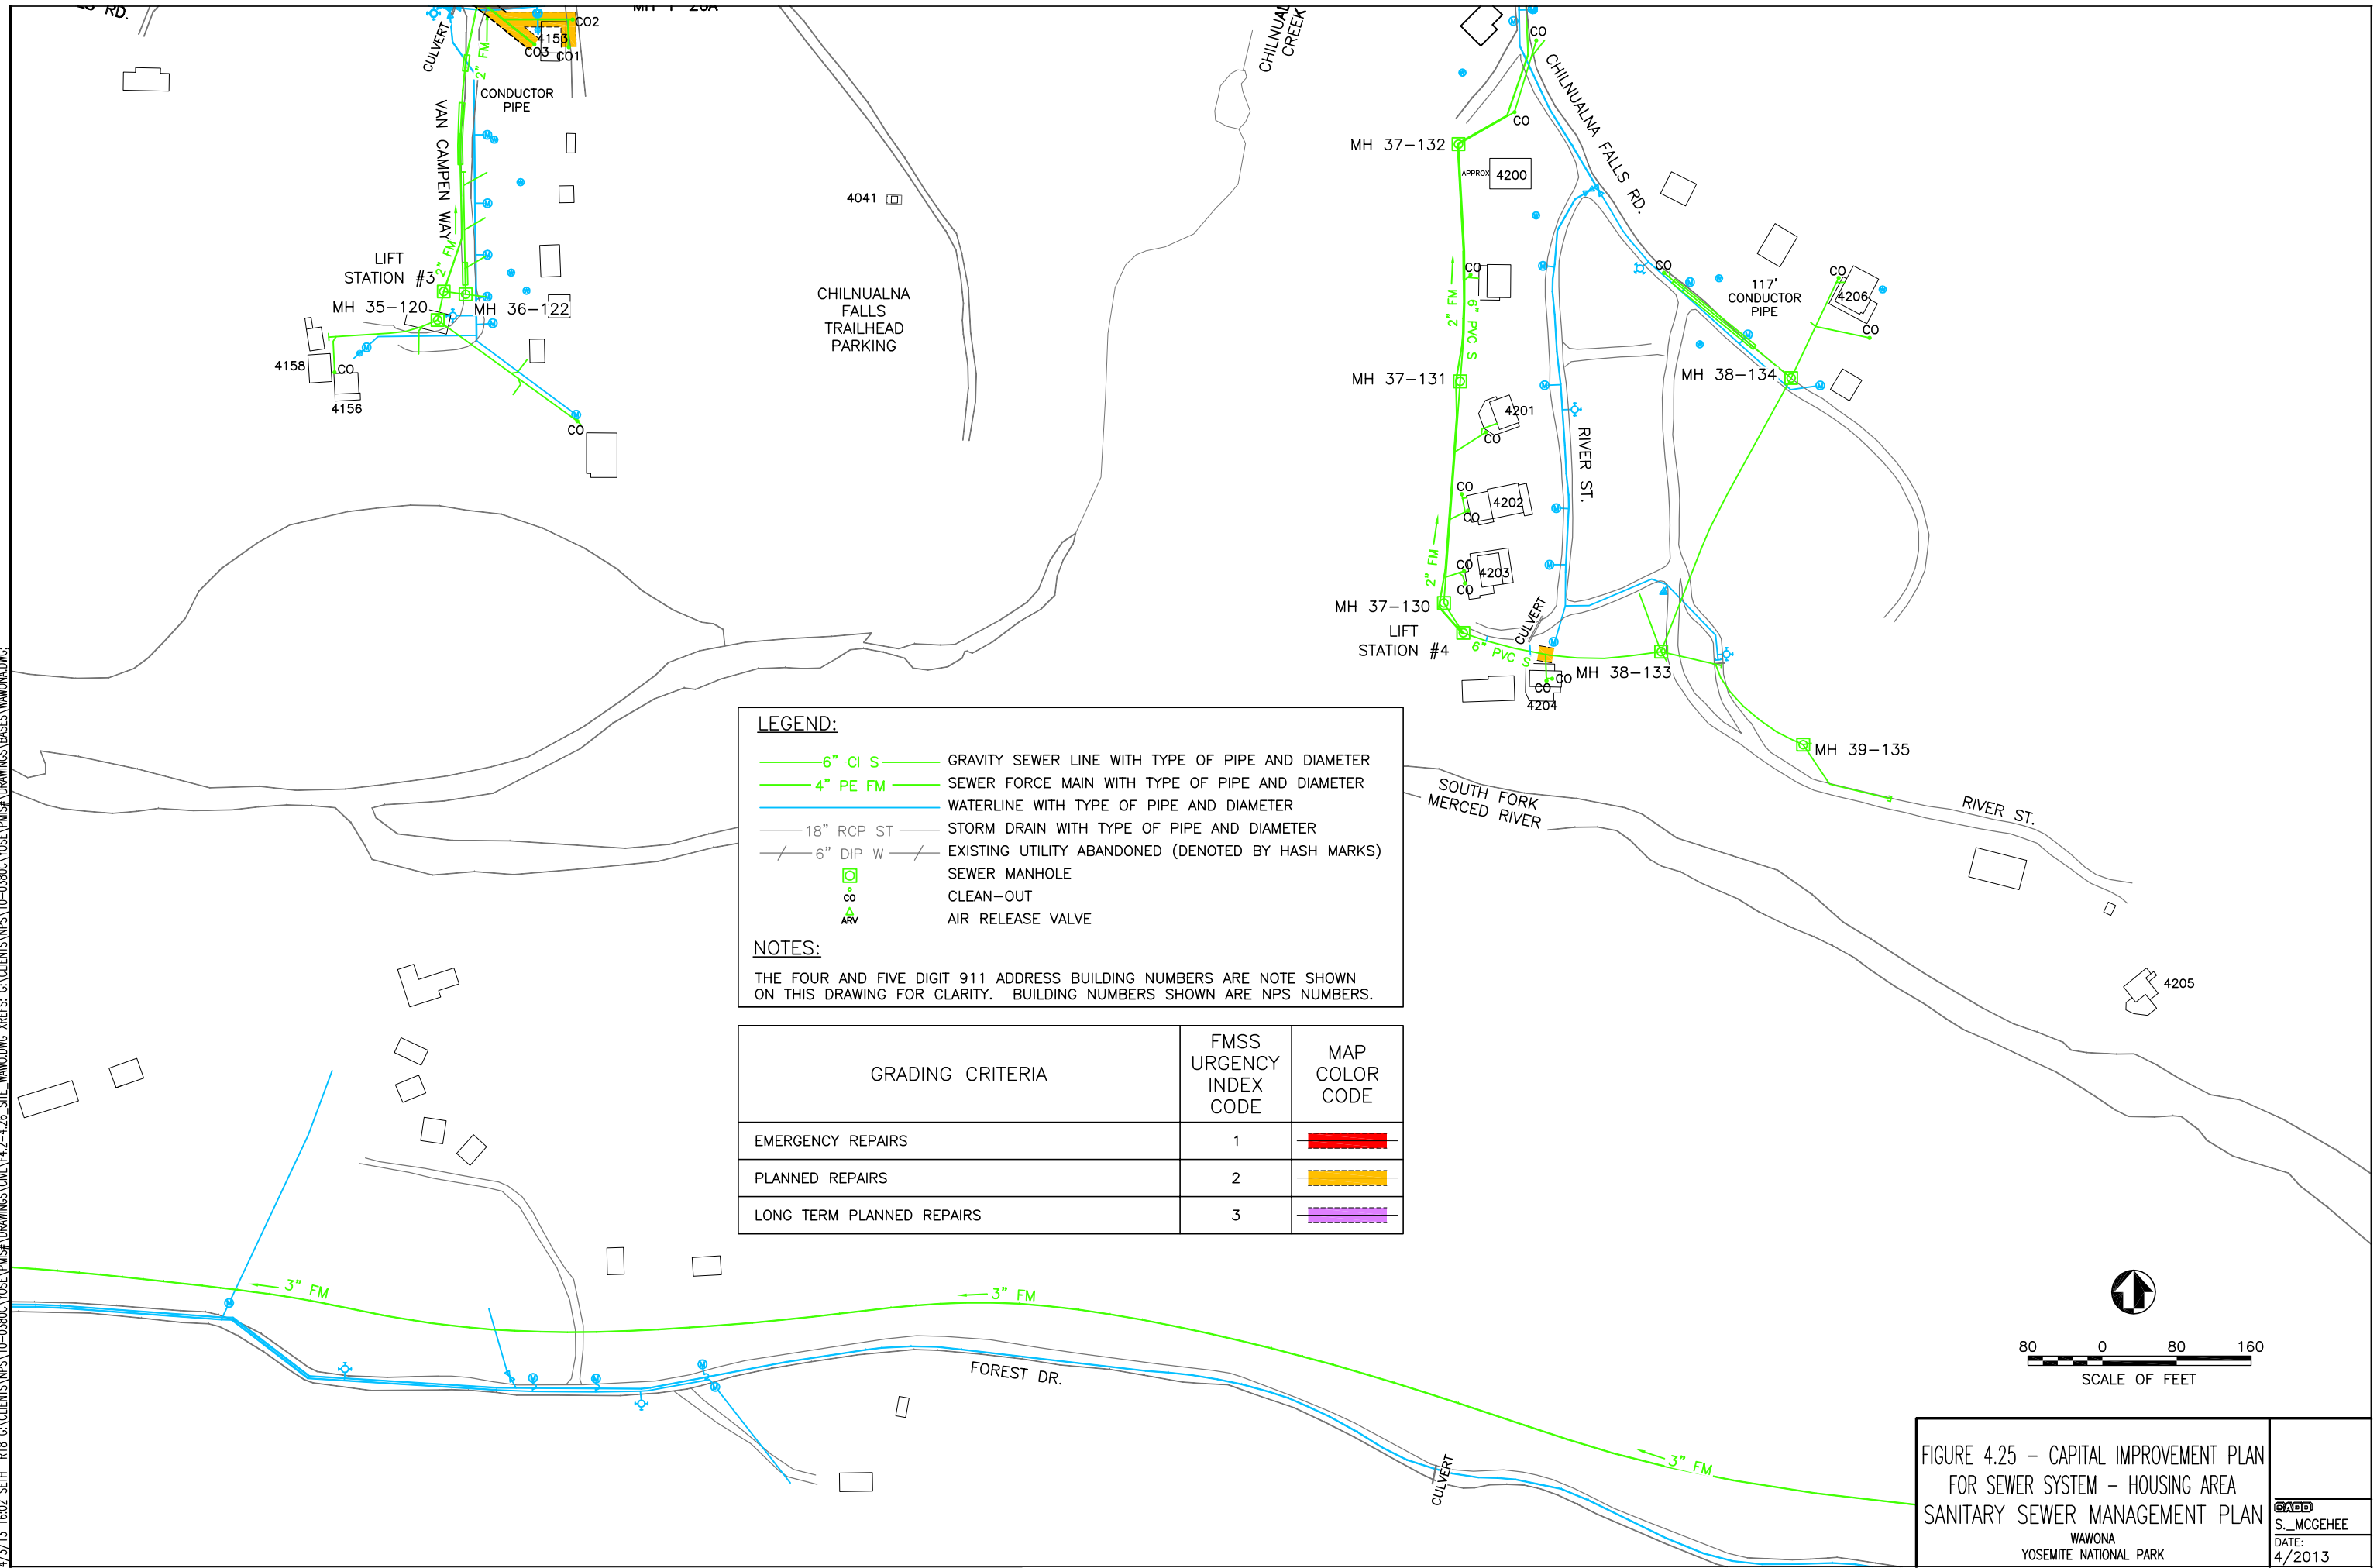 CO2
4153
CO3
CO1
CULVERT
2" FM
CONDUCTOR
PIPE
VAN CAMPEN WAY
2" FM
LIFT
STATION #3
MH 35-120
MH 36-122
4158
CO
4156
CO
4041
CHILNUALNA
FALLS
TRAILHEAD
PARKING
CREEK
CO
CHILNUALNA FALLS RD.
CO
MH 37-132
APPROX
4200
CO
2" FM
6" PVC S
MH 37-131
4201
CO
RIVER ST.
CO
4202
CO
2" FM
CO
4203
CO
MH 37-130
LIFT
STATION #4
6" PVC S
CULVERT
CO
CO
4204
MH 38-133
CO
117'
CONDUCTOR
PIPE
CO
4206
CO
MH 38-134
MH 39-135
RIVER ST.
SOUTH FORK
MERCED RIVER
4205
LEGEND:
6" CI S GRAVITY SEWER LINE WITH TYPE OF PIPE AND DIAMETER
4" PE FM SEWER FORCE MAIN WITH TYPE OF PIPE AND DIAMETER
WATERLINE WITH TYPE OF PIPE AND DIAMETER
18" RCP ST STORM DRAIN WITH TYPE OF PIPE AND DIAMETER
6" DIP W EXISTING UTILITY ABANDONED (DENOTED BY HASH MARKS)
SEWER MANHOLE
CO CLEAN-OUT
ARV AIR RELEASE VALVE
NOTES:
THE FOUR AND FIVE DIGIT 911 ADDRESS BUILDING NUMBERS ARE NOTE SHOWN
ON THIS DRAWING FOR CLARITY. BUILDING NUMBERS SHOWN ARE NPS NUMBERS.
GRADING CRITERIA
FMSS
URGENCY
INDEX
CODE
MAP
COLOR
CODE
EMERGENCY REPAIRS 1
PLANNED REPAIRS 2
LONG TERM PLANNED REPAIRS 3
3" FM
3" FM
3" FM
FOREST DR.
CULVERT
80 0 80 160
SCALE OF FEET
FIGURE 4.25 - CAPITAL IMPROVEMENT PLAN
FOR SEWER SYSTEM - HOUSING AREA
SANITARY SEWER MANAGEMENT PLAN
WAWONA
YOSEMITE NATIONAL PARK
CADD
S._MCGEHEE
DATE:
4/2013